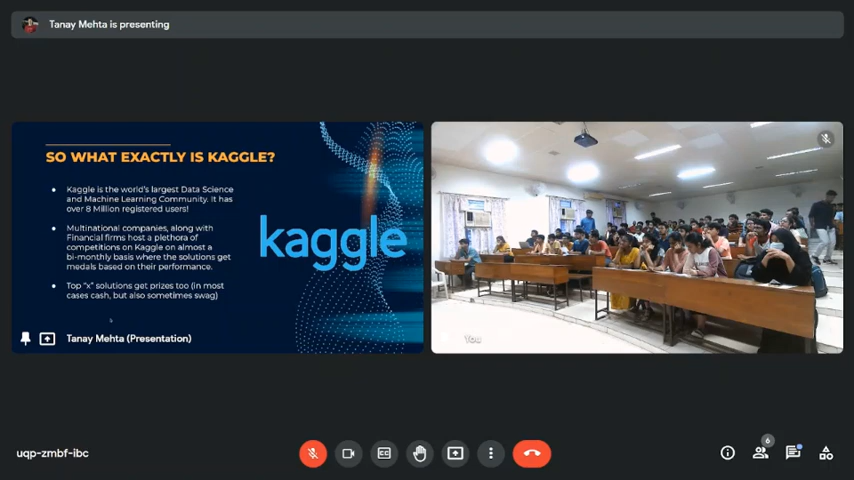 Tanay Mehta is presenting
SO WHAT EXACTLY IS KAGGLE?
● Kaggle is the world's largest Data Science
and Machine Learning Community. It has
over 8 Million registered users!
● Multinational companies, along with
Financial firms host a plethora of
competitions on Kaggle on almost a
bi-monthly basis where the solutions get
medals based on their performance.
● Top "x" solutions get prizes too (in most
cases cash, but also sometimes swag)
kaggle
Tanay Mehta (Presentation)
You
uqp-zmbf-ibc
CC
6